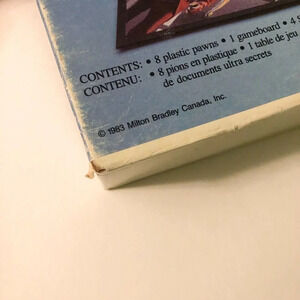 CONTENTS: • 8 plastic pawns • 1 gameboard • 4
CONTENU: • 8 pions en plastique • 1 table de jeu
de documents ultra secrets
© 1983 Milton Bradley Canada, Inc.